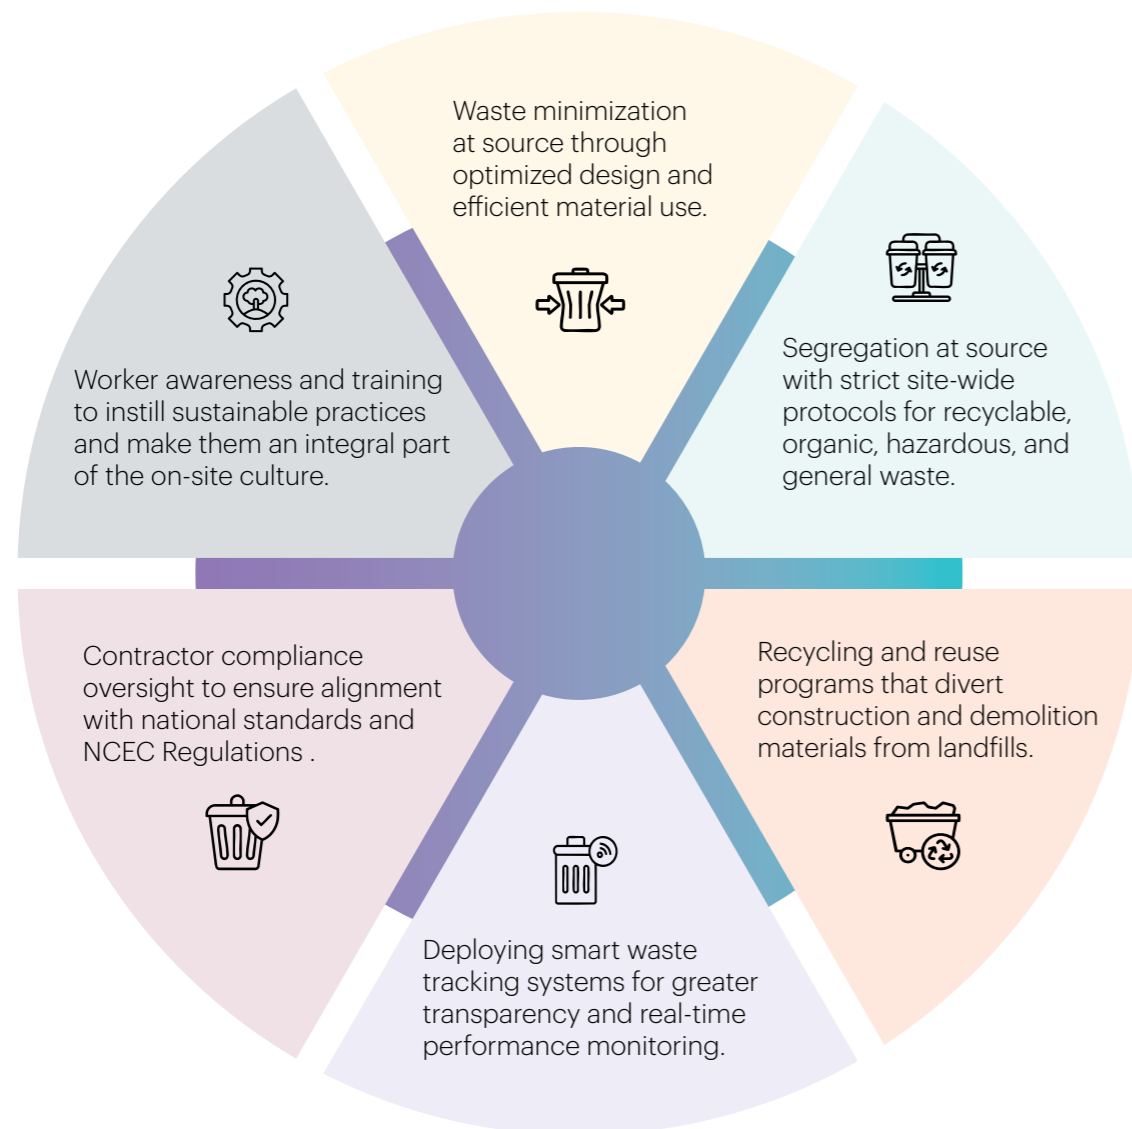 Waste minimization
at source through
optimized design and
efficient material use.
Segregation at source
with strict site-wide
protocols for recyclable,
organic, hazardous, and
general waste.
Recycling and reuse
programs that divert
construction and demolition
materials from landfills.
Deploying smart waste
tracking systems for greater
transparency and real-time
performance monitoring.
Contractor compliance
oversight to ensure alignment
with national standards and
NCEC Regulations .
Worker awareness and training
to instill sustainable practices
and make them an integral part
of the on-site culture.